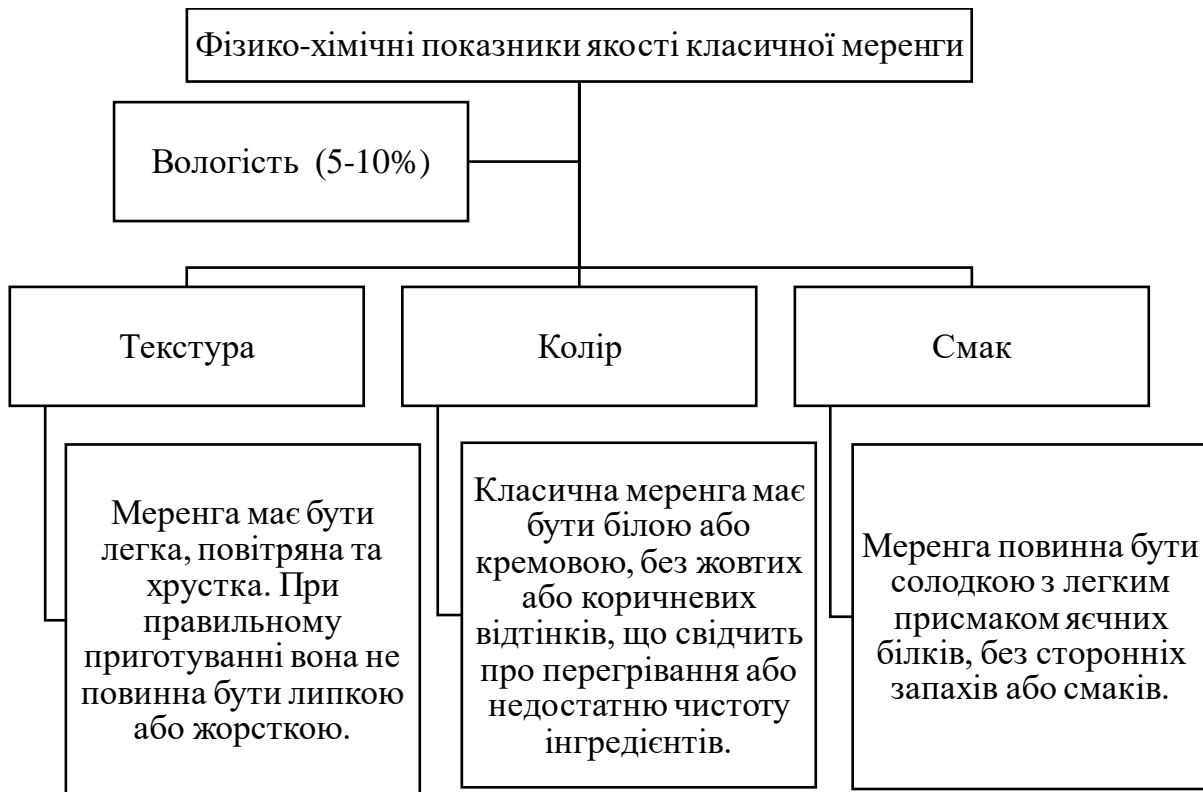 Фізико-хімічні показники якості класичної меренги
Вологість (5-10%)
Текстура
Колір
Смак
Меренга має бути
легка, повітряна та
хрустка. При
правильному
приготуванні вона не
повинна бути липкою
або жорсткою.
Класична меренга має
бути білою або
кремовою, без жовтих
або коричневих
відтінків, що свідчить
про перегрівання або
недостатню чистоту
інгредієнтів.
Меренга повинна бути
солодкою з легким
присмаком яєчних
білків, без сторонніх
запахів або смаків.